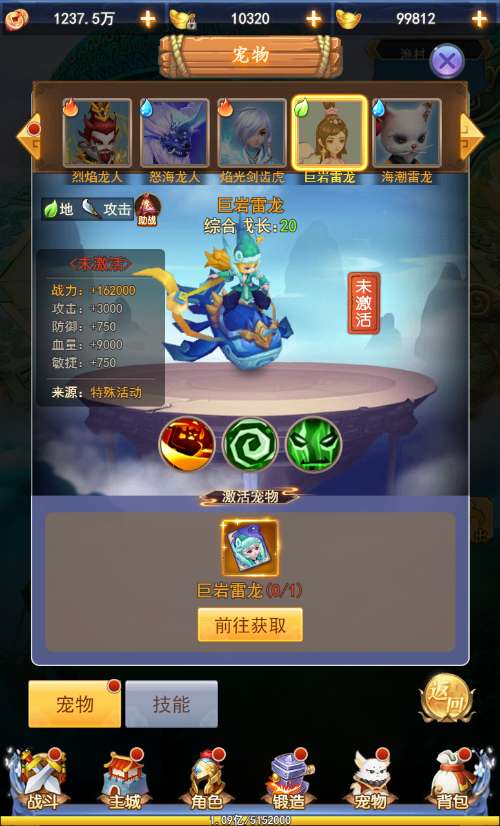 1237.5万
10320
99812
宠物
渔村
烈焰龙人
怒海龙人
焰光剑齿虎
巨岩雷龙
海潮雷龙
地
攻击
助战
巨岩雷龙
综合成长:20
<未激活>
战力: +162000
攻击: +3000
防御: +750
血量: +9000
敏捷: +750
来源: 特殊活动
未激活
激活宠物
巨岩雷龙(0/1)
前往获取
宠物
技能
返回
战斗
主城
角色
锻造
宠物
背包
1.09亿/5152000